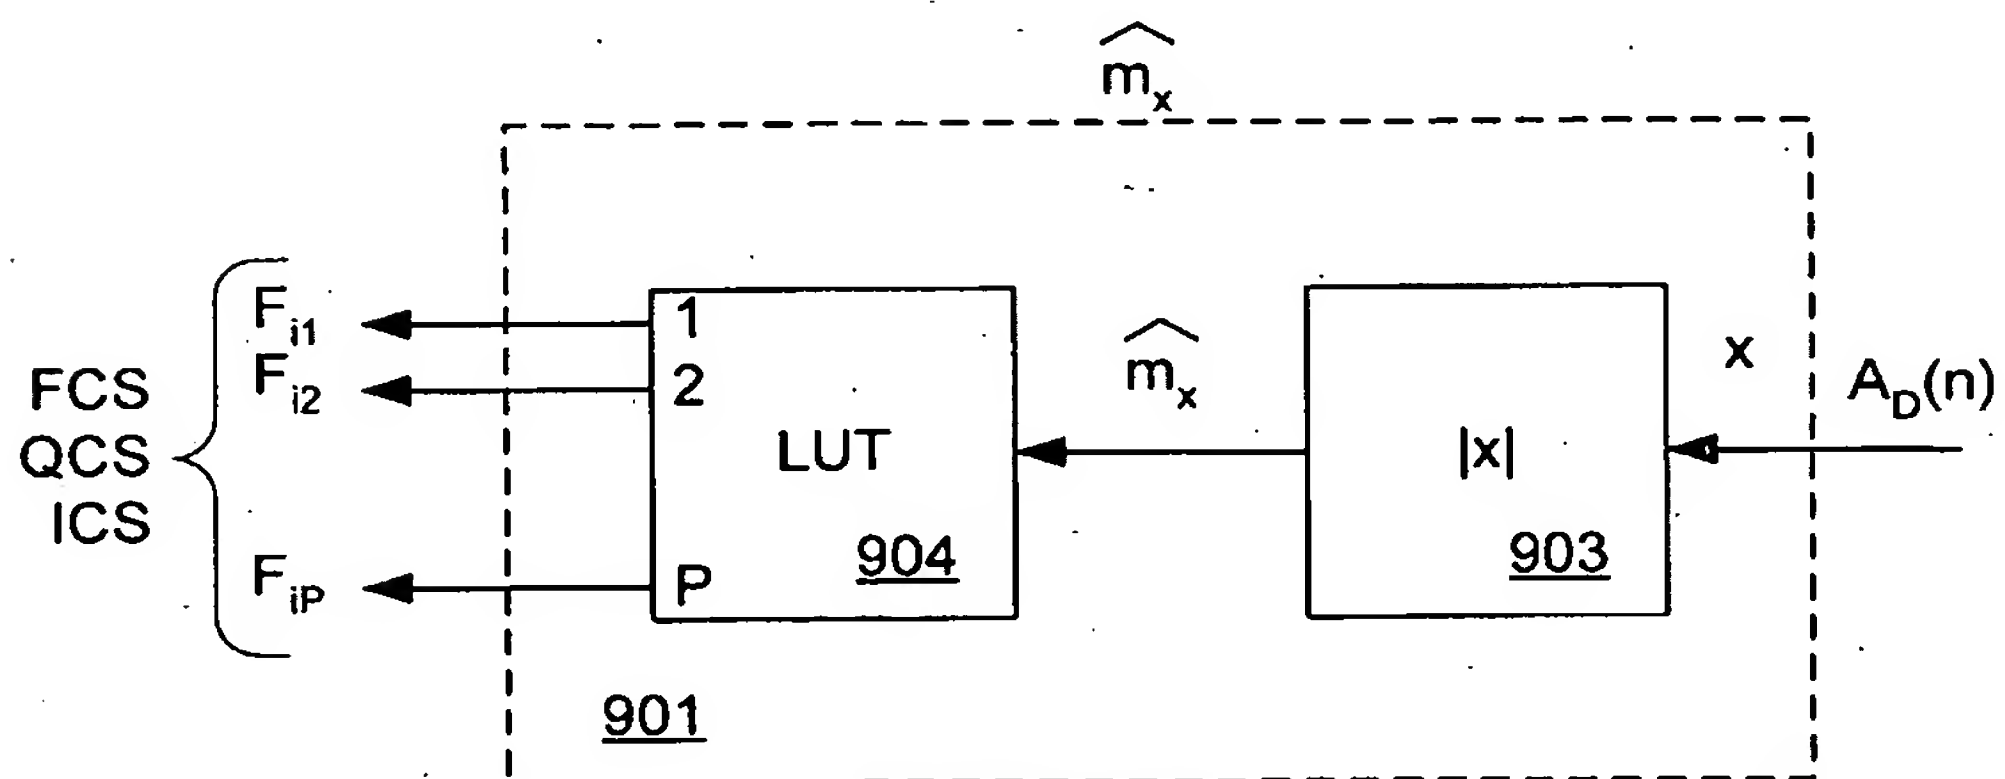 m̂x
Fi1
Fi2
FiP
FCS
QCS
ICS
1
2
P
LUT
904
m̂x
|x|
903
x
AD(n)
901